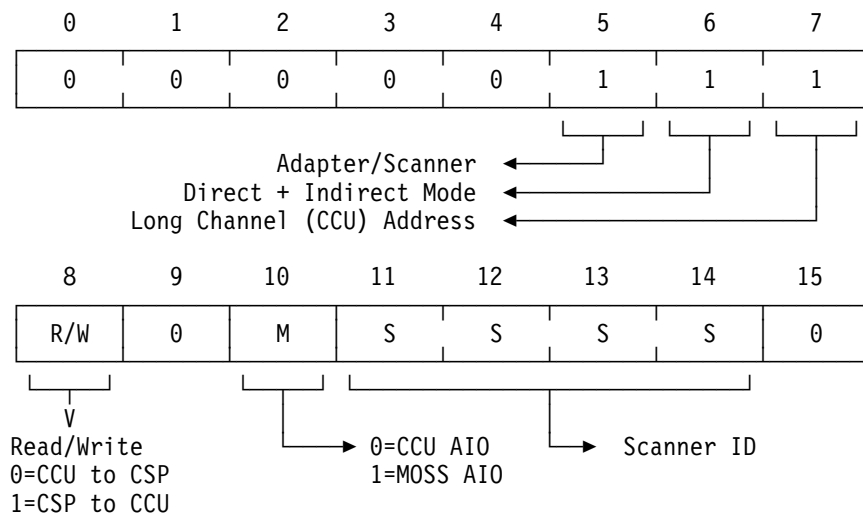 0 1 2 3 4 5 6 7
0 0 0 0 0 1 1 1
Adapter/Scanner
Direct + Indirect Mode
Long Channel (CCU) Address
8 9 10 11 12 13 14 15
R/W 0 M S S S S 0
V
Read/Write 0=CCU AIO Scanner ID
0=CCU to CSP 1=MOSS AIO
1=CSP to CCU